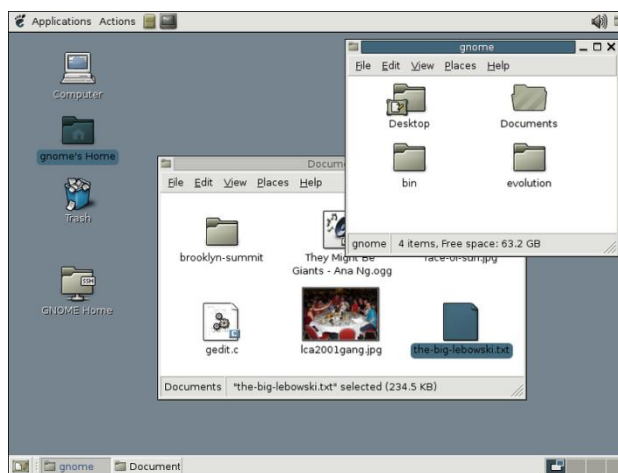 Applications Actions
gnome
File Edit View Places Help
Computer
Desktop
Documents
gnome's Home
bin
evolution
gnome 4 items, Free space: 63.2 GB
File Edit View Places Help
Trash
brooklyn-summit
They Might Be
Giants - Ana Ng.ogg
SSH
GNOME Home
gedit.c
lca2001gang.jpg
the-big-lebowski.txt
Documents "the-big-lebowski.txt" selected (234.5 KB)
gnome
Document